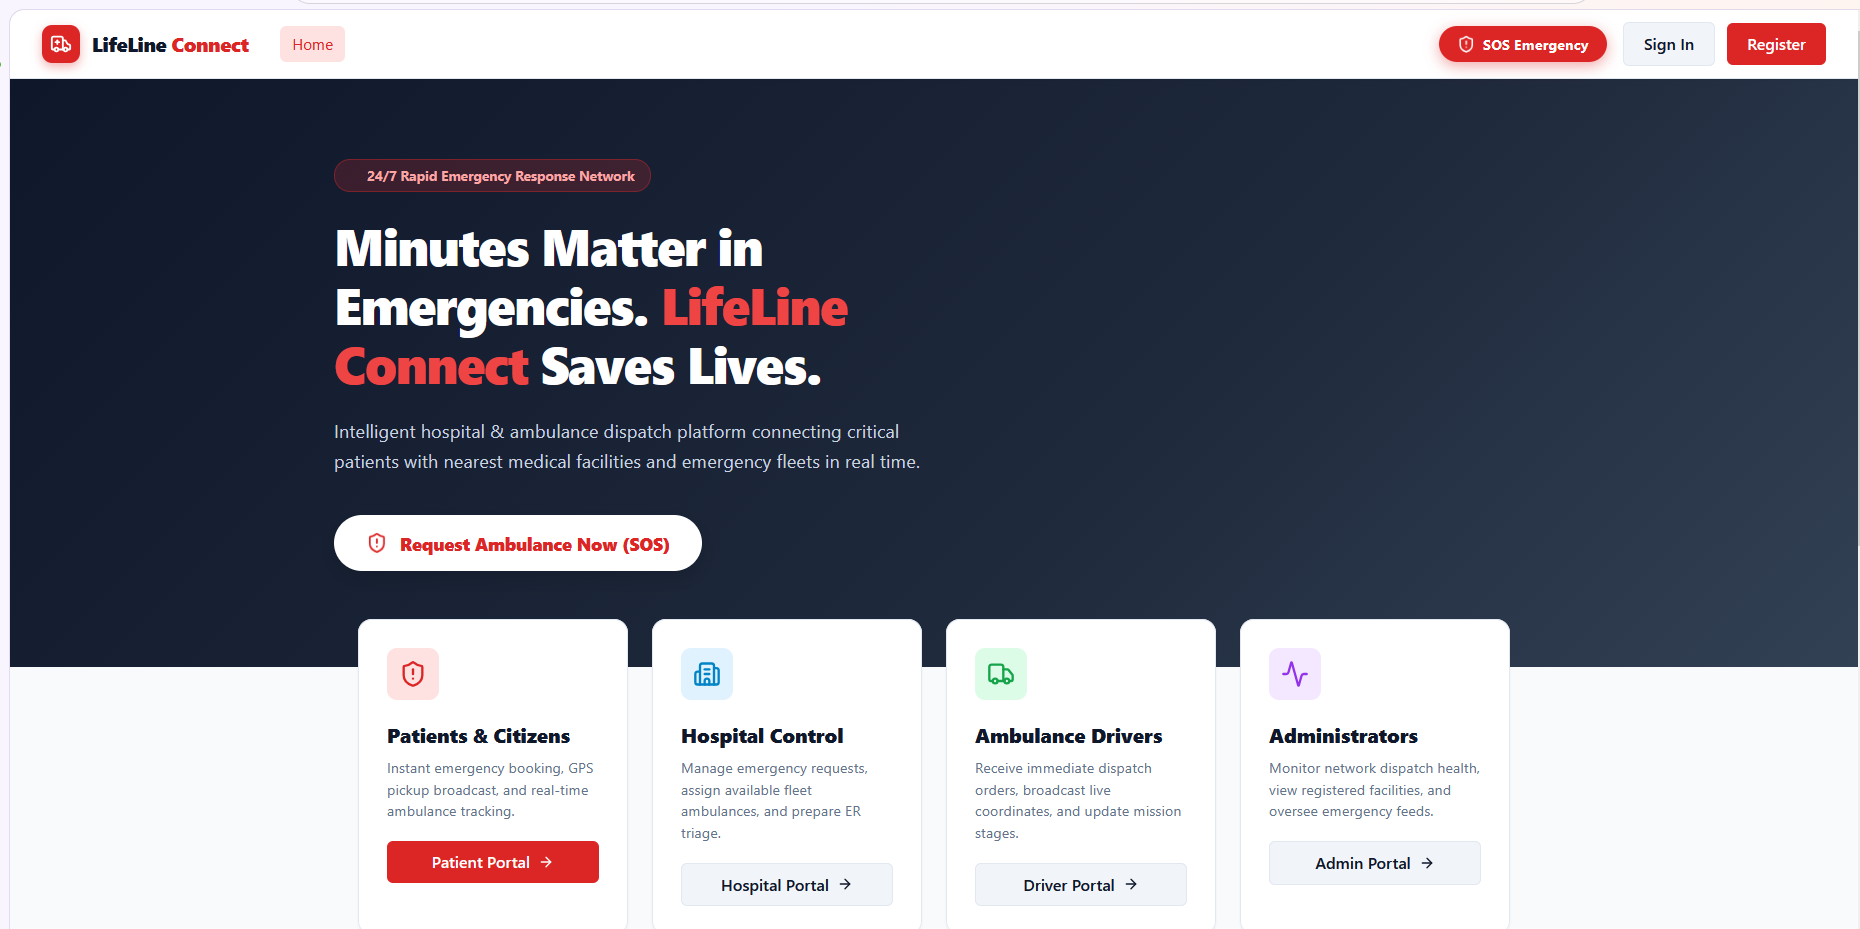 LifeLine Connect
Home
SOS Emergency
Sign In
Register
24/7 Rapid Emergency Response Network
Minutes Matter in
Emergencies. LifeLine
Connect Saves Lives.
Intelligent hospital & ambulance dispatch platform connecting critical
patients with nearest medical facilities and emergency fleets in real time.
Request Ambulance Now (SOS)
Patients & Citizens
Instant emergency booking, GPS
pickup broadcast, and real-time
ambulance tracking.
Patient Portal →
Hospital Control
Manage emergency requests,
assign available fleet
ambulances, and prepare ER
triage.
Hospital Portal →
Ambulance Drivers
Receive immediate dispatch
orders, broadcast live
coordinates, and update mission
stages.
Driver Portal →
Administrators
Monitor network dispatch health,
view registered facilities, and
oversee emergency feeds.
Admin Portal →